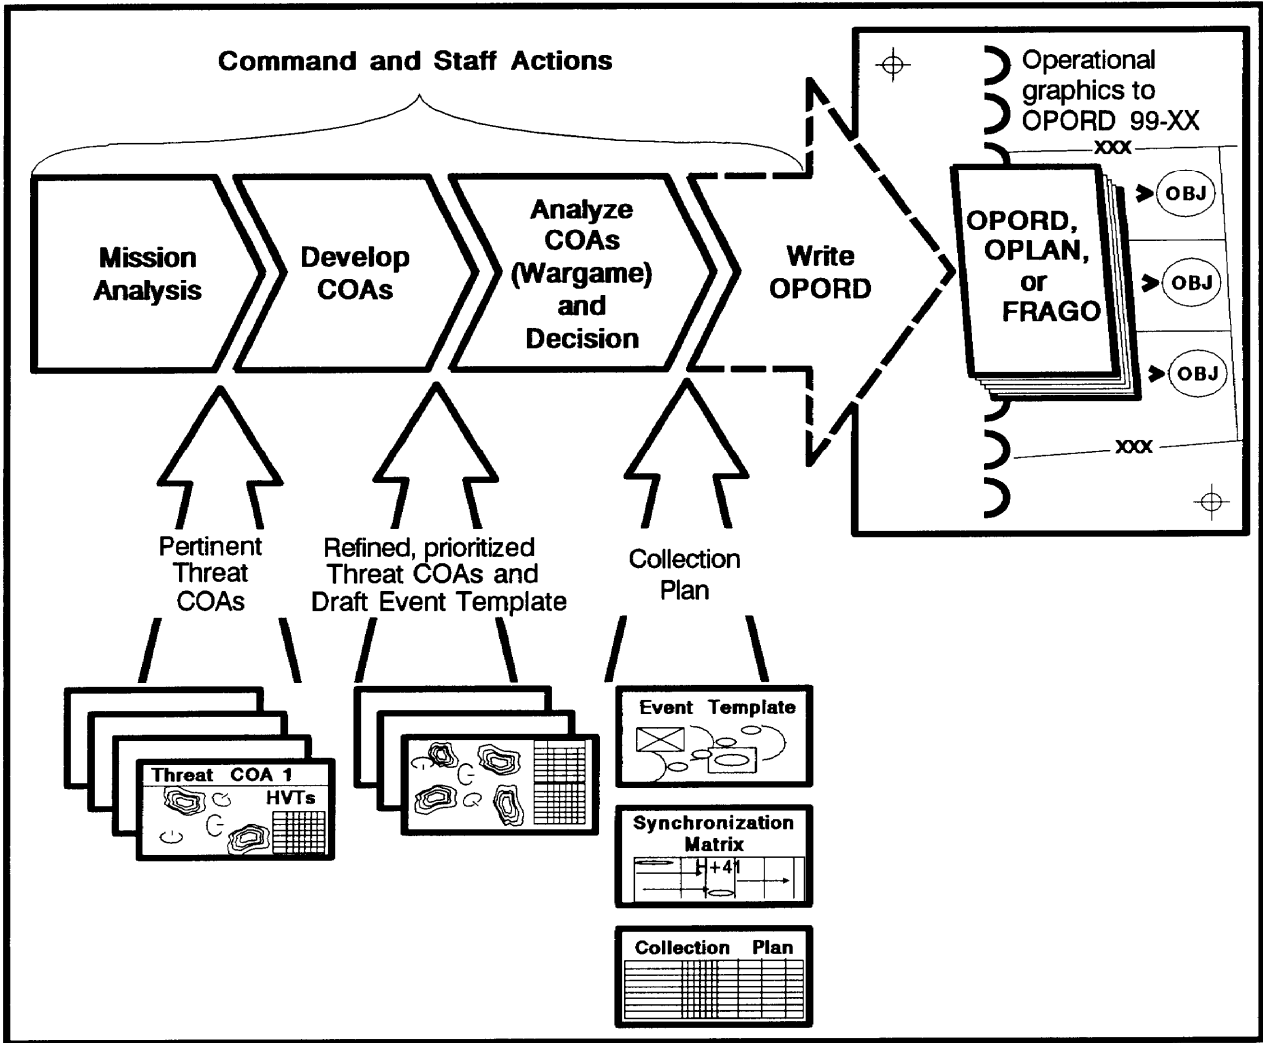 Command and Staff Actions
Mission
Analysis
Develop
COAs
Analyze
COAs
(Wargame)
and
Decision
Write
OPORD
Operational
graphics to
OPORD 99-XX
XXX
OPORD,
OPLAN,
or
FRAGO
OBJ
OBJ
OBJ
XXX
Pertinent
Threat
COAs
Refined, prioritized
Threat COAs and
Draft Event Template
Collection
Plan
Threat COA 1
HVTs
Event Template
Synchronization
Matrix
H+41
Collection Plan